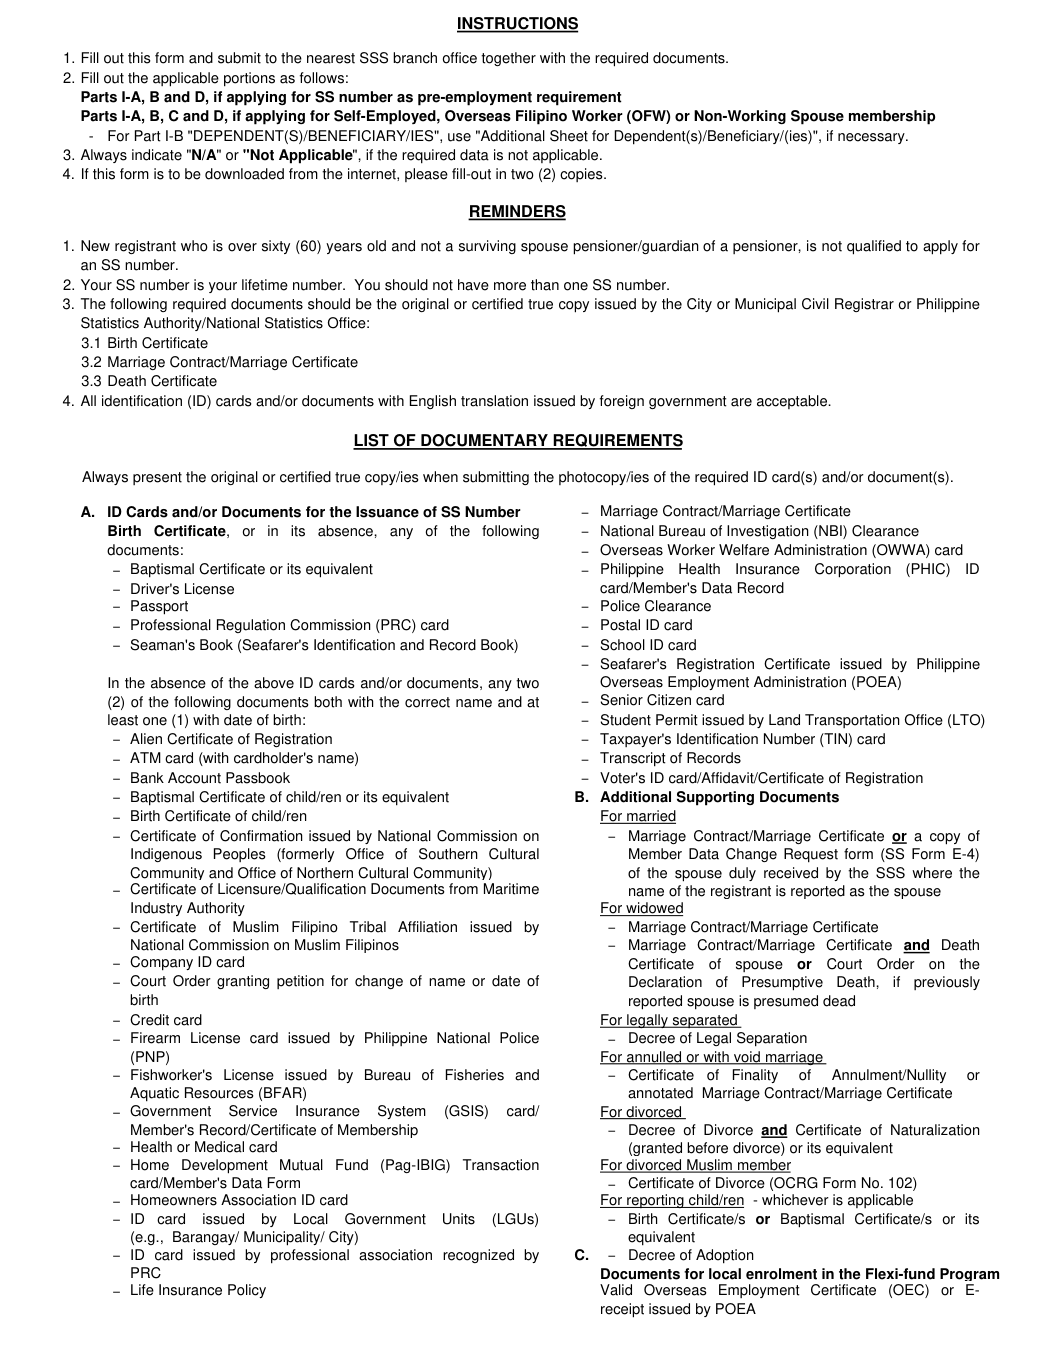 INSTRUCTIONS
1. Fill out this form and submit to the nearest SSS branch office together with the required documents.
2. Fill out the applicable portions as follows:
Parts I-A, B and D, if applying for SS number as pre-employment requirement
Parts I-A, B, C and D, if applying for Self-Employed, Overseas Filipino Worker (OFW) or Non-Working Spouse membership
- For Part I-B "DEPENDENT(S)/BENEFICIARY/IES", use "Additional Sheet for Dependent(s)/Beneficiary/(ies)", if necessary.
3. Always indicate "N/A" or "Not Applicable", if the required data is not applicable.
4. If this form is to be downloaded from the internet, please fill-out in two (2) copies.
REMINDERS
1. New registrant who is over sixty (60) years old and not a surviving spouse pensioner/guardian of a pensioner, is not qualified to apply for
an SS number.
2. Your SS number is your lifetime number. You should not have more than one SS number.
3. The following required documents should be the original or certified true copy issued by the City or Municipal Civil Registrar or Philippine
Statistics Authority/National Statistics Office:
3.1 Birth Certificate
3.2 Marriage Contract/Marriage Certificate
3.3 Death Certificate
4. All identification (ID) cards and/or documents with English translation issued by foreign government are acceptable.
LIST OF DOCUMENTARY REQUIREMENTS
Always present the original or certified true copy/ies when submitting the photocopy/ies of the required ID card(s) and/or document(s).
A. ID Cards and/or Documents for the Issuance of SS Number
Birth Certificate, or in its absence, any of the following
documents:
– Baptismal Certificate or its equivalent
– Driver's License
– Passport
– Professional Regulation Commission (PRC) card
– Seaman's Book (Seafarer's Identification and Record Book)
In the absence of the above ID cards and/or documents, any two
(2) of the following documents both with the correct name and at
least one (1) with date of birth:
– Alien Certificate of Registration
– ATM card (with cardholder's name)
– Bank Account Passbook
– Baptismal Certificate of child/ren or its equivalent
– Birth Certificate of child/ren
– Certificate of Confirmation issued by National Commission on
Indigenous Peoples (formerly Office of Southern Cultural
Community and Office of Northern Cultural Community)
– Certificate of Licensure/Qualification Documents from Maritime
Industry Authority
– Certificate of Muslim Filipino Tribal Affiliation issued by
National Commission on Muslim Filipinos
– Company ID card
– Court Order granting petition for change of name or date of
birth
– Credit card
– Firearm License card issued by Philippine National Police
(PNP)
– Fishworker's License issued by Bureau of Fisheries and
Aquatic Resources (BFAR)
– Government Service Insurance System (GSIS) card/
Member's Record/Certificate of Membership
– Health or Medical card
– Home Development Mutual Fund (Pag-IBIG) Transaction
card/Member's Data Form
– Homeowners Association ID card
– ID card issued by Local Government Units (LGUs)
(e.g., Barangay/ Municipality/ City)
– ID card issued by professional association recognized by
PRC
– Life Insurance Policy
– Marriage Contract/Marriage Certificate
– National Bureau of Investigation (NBI) Clearance
– Overseas Worker Welfare Administration (OWWA) card
– Philippine Health Insurance Corporation (PHIC) ID
card/Member's Data Record
– Police Clearance
– Postal ID card
– School ID card
– Seafarer's Registration Certificate issued by Philippine
Overseas Employment Administration (POEA)
– Senior Citizen card
– Student Permit issued by Land Transportation Office (LTO)
– Taxpayer's Identification Number (TIN) card
– Transcript of Records
– Voter's ID card/Affidavit/Certificate of Registration
B. Additional Supporting Documents
For married
– Marriage Contract/Marriage Certificate or a copy of
Member Data Change Request form (SS Form E-4)
of the spouse duly received by the SSS where the
name of the registrant is reported as the spouse
For widowed
– Marriage Contract/Marriage Certificate
– Marriage Contract/Marriage Certificate and Death
Certificate of spouse or Court Order on the
Declaration of Presumptive Death, if previously
reported spouse is presumed dead
For legally separated
– Decree of Legal Separation
For annulled or with void marriage
– Certificate of Finality of Annulment/Nullity or
annotated Marriage Contract/Marriage Certificate
For divorced
– Decree of Divorce and Certificate of Naturalization
(granted before divorce) or its equivalent
For divorced Muslim member
– Certificate of Divorce (OCRG Form No. 102)
For reporting child/ren - whichever is applicable
– Birth Certificate/s or Baptismal Certificate/s or its
equivalent
C. – Decree of Adoption
Documents for local enrolment in the Flexi-fund Program
Valid Overseas Employment Certificate (OEC) or E-
receipt issued by POEA